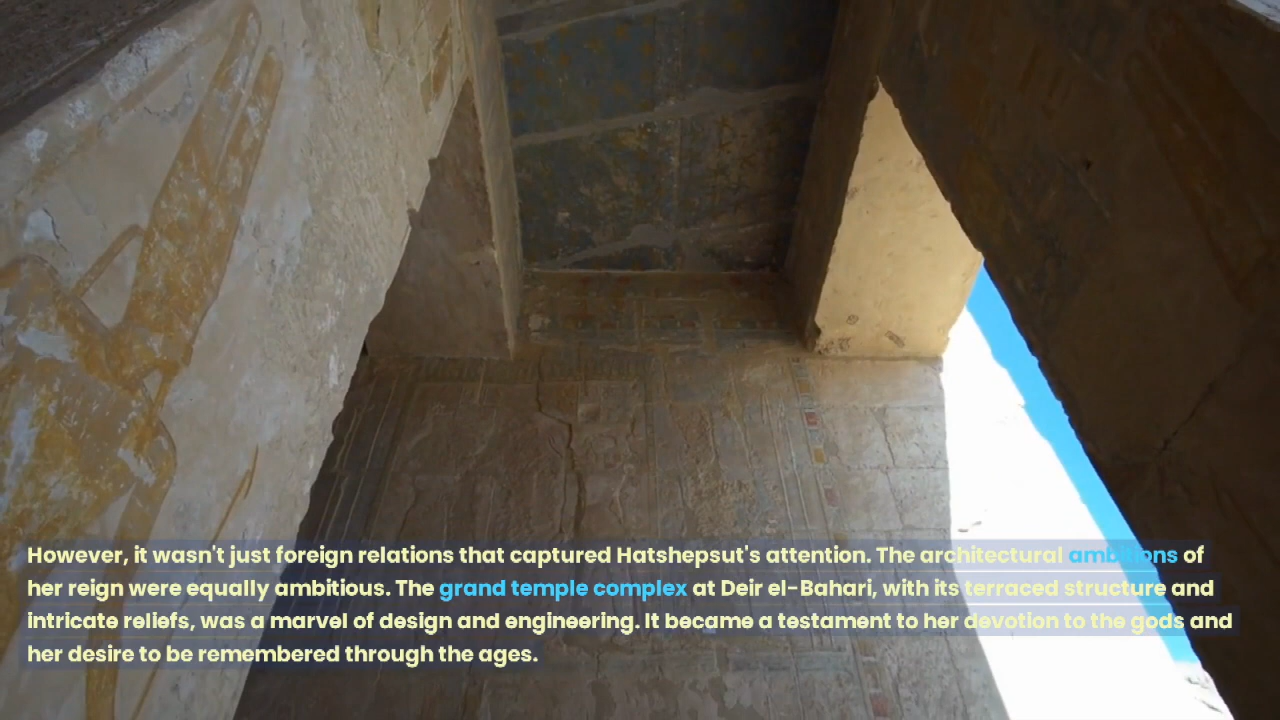 However, it wasn't just foreign relations that captured Hatshepsut's attention. The architectural ambitions of
her reign were equally ambitious. The grand temple complex at Deir el-Bahari, with its terraced structure and
intricate reliefs, was a marvel of design and engineering. It became a testament to her devotion to the gods and
her desire to be remembered through the ages.